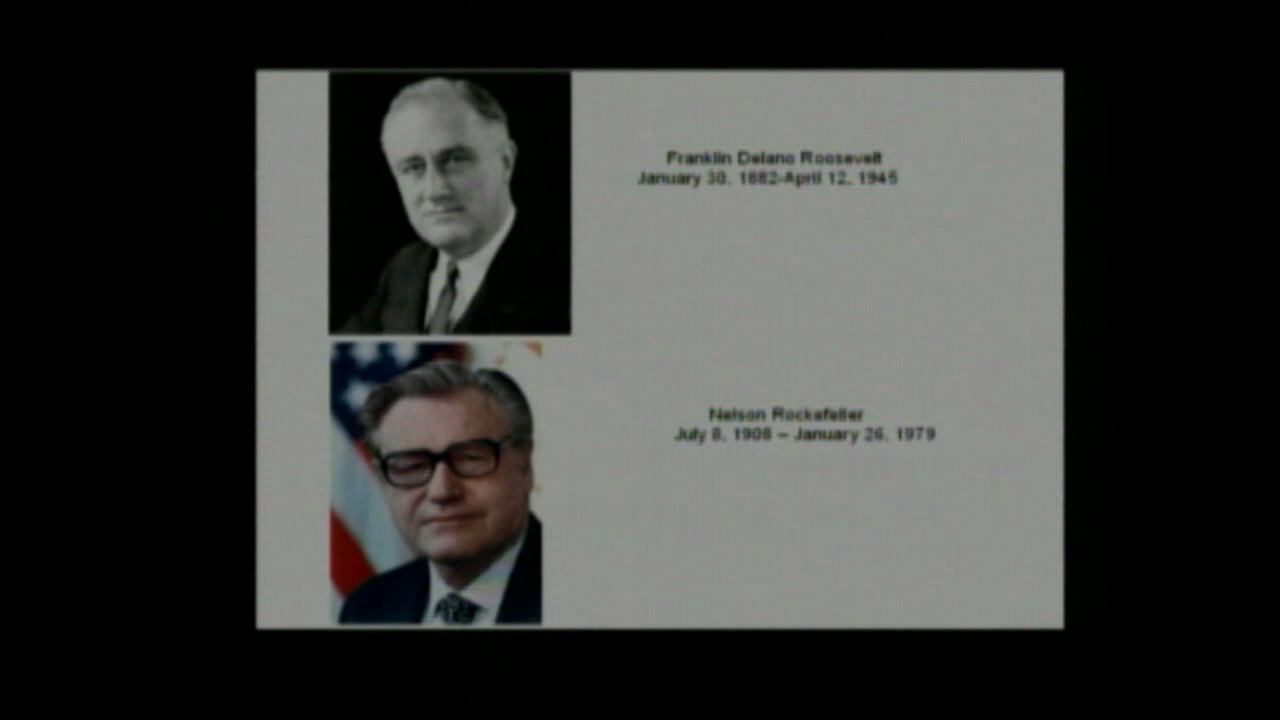 Franklin Delano Roosevelt
January 30, 1882-April 12, 1945
Nelson Rockefeller
July 8, 1908 – January 26, 1979